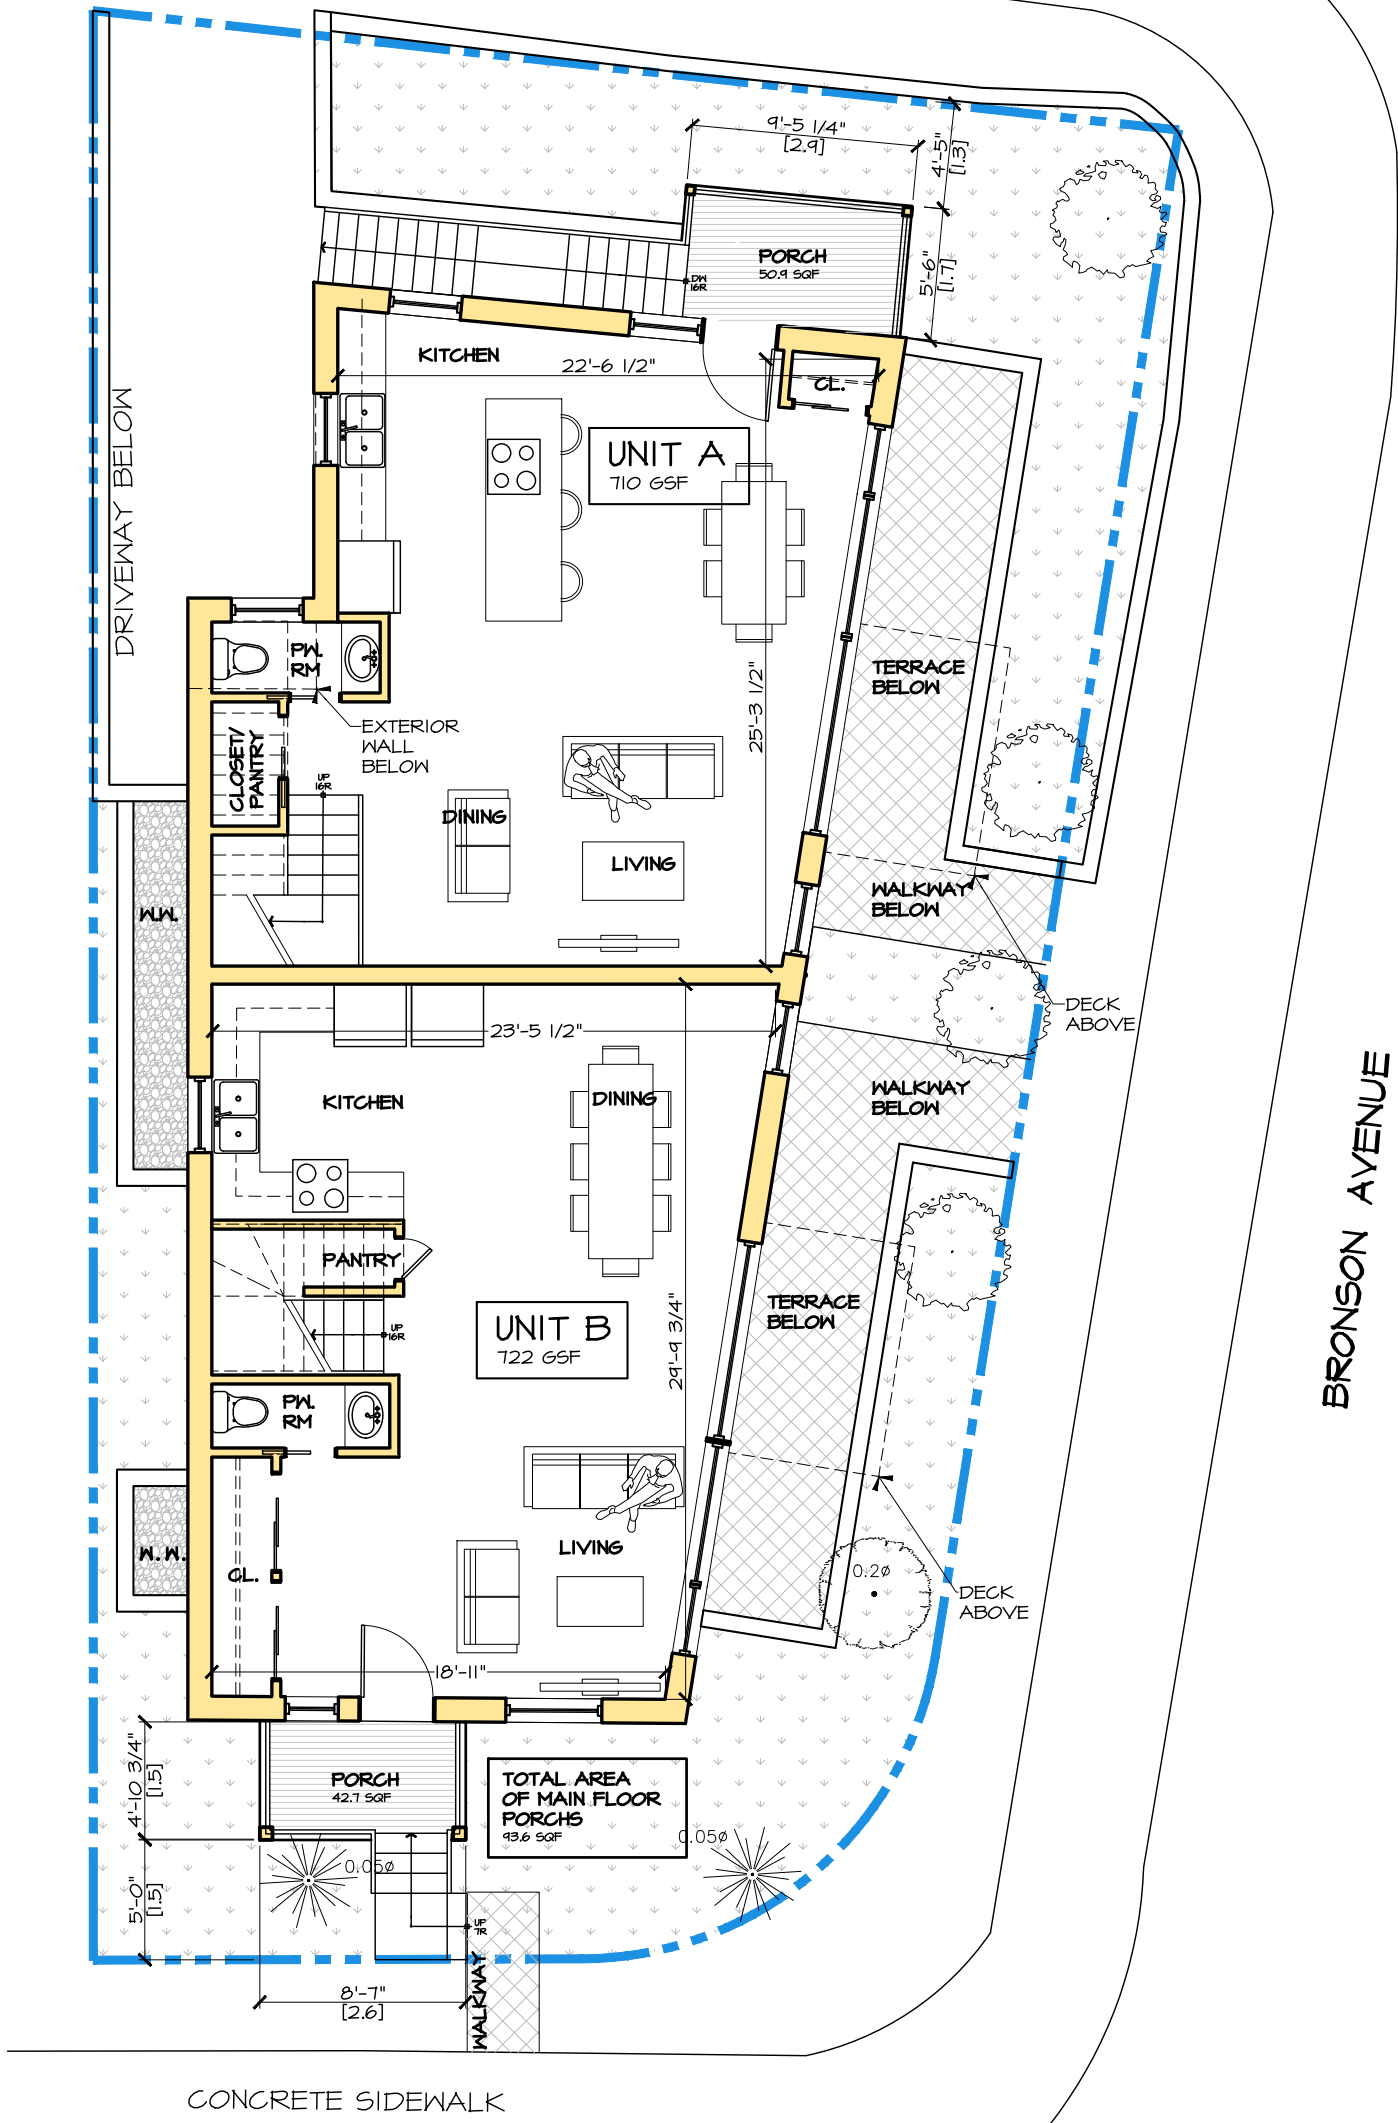 9'-5 1/4"
[2.9]
4'-5"
[1.3]
PORCH
50.9 SQF
5'-6"
[1.7]
DW
16R
KITCHEN
22'-6 1/2"
CL.
DRIVEWAY BELOW
UNIT A
710 GSF
PW.
RM
TERRACE
BELOW
25'-3 1/2"
EXTERIOR
WALL
BELOW
CLOSET/
PANTRY
UP
16R
DINING
LIVING
W.W.
WALKWAY
BELOW
DECK
ABOVE
23'-5 1/2"
KITCHEN
DINING
WALKWAY
BELOW
BRONSON AVENUE
PANTRY
TERRACE
BELOW
UP
16R
UNIT B
722 GSF
29'-9 3/4"
PW.
RM
LIVING
W.W.
CL.
0.2ø
DECK
ABOVE
18'-11"
4'-10 3/4"
[1.5]
PORCH
42.7 SQF
TOTAL AREA
OF MAIN FLOOR
PORCHS
93.6 SQF
0.05ø
0.05ø
5'-0"
[1.5]
UP
7R
WALKWAY
8'-7"
[2.6]
CONCRETE SIDEWALK